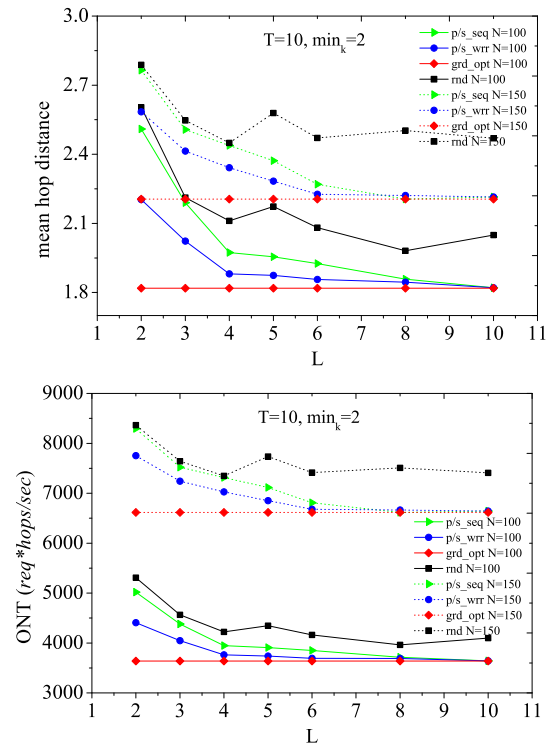 3.0
2.7
2.4
2.1
1.8
mean hop distance
T=10, min_k=2
p/s_seq N=100
p/s_wrr N=100
grd_opt N=100
rnd N=100
p/s_seq N=150
p/s_wrr N=150
grd_opt N=150
rnd N=150
1 2 3 4 5 6 7 8 9 10 11
L
9000
8000
7000
6000
5000
4000
3000
ONT (req*hops/sec)
T=10, min_k=2
p/s_seq N=100
p/s_wrr N=100
grd_opt N=100
rnd N=100
p/s_seq N=150
p/s_wrr N=150
grd_opt N=150
rnd N=150
1 2 3 4 5 6 7 8 9 10 11
L